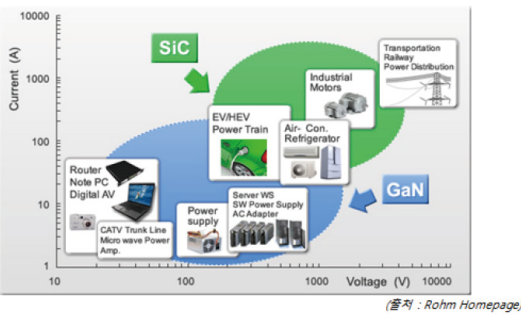 10000
1000
100
10
1
Current (A)
SiC
Transportation
Railway
Power Distribution
Industrial
Motors
EV/HEV
Power Train
Air- Con.
Refrigerator
GaN
Router
Note PC
Digital AV
CATV Trunk Line
Micro wave Power
Amp.
Power
supply
Server WS
SW Power Supply
AC Adapter
10
100
1000
Voltage (V)
10000
(출처 : Rohm Homepage)